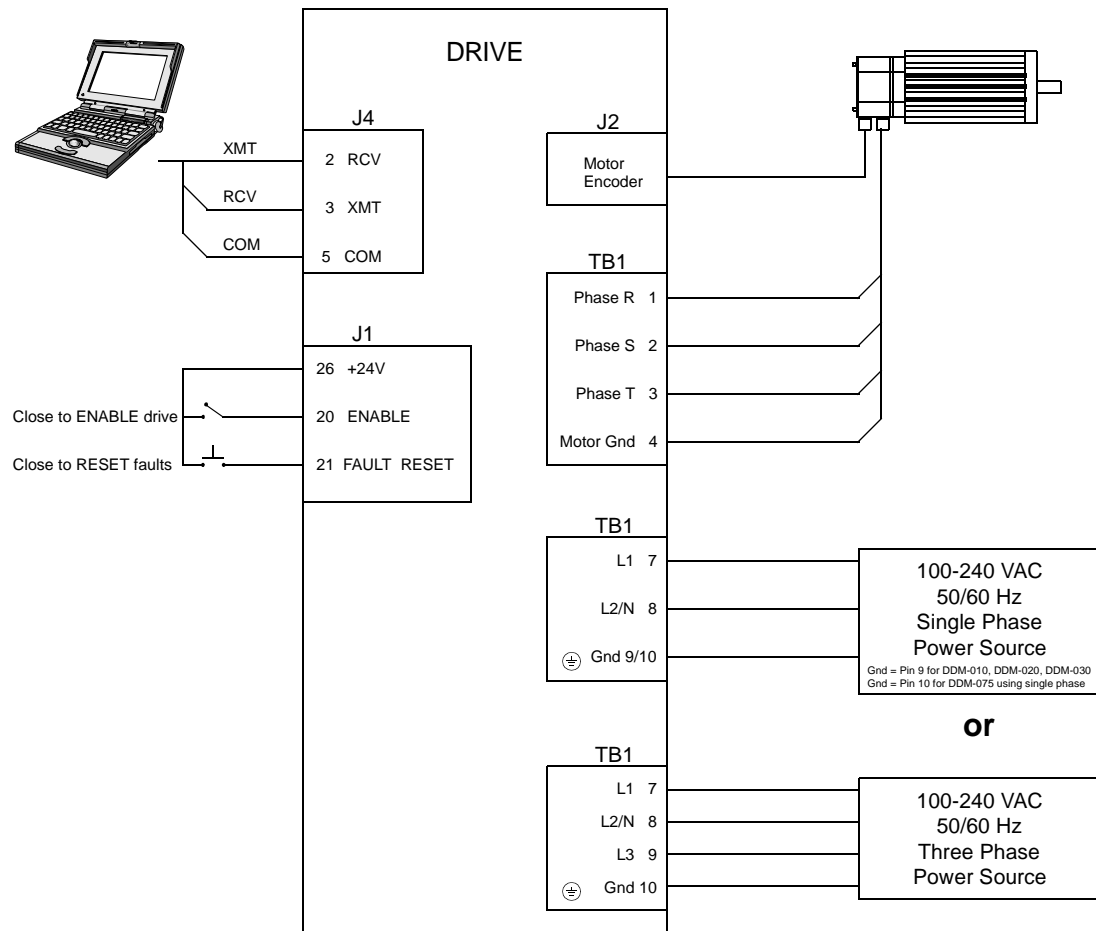 DRIVE
J4
XMT
2 RCV
RCV
3 XMT
COM
5 COM
J1
26 +24V
Close to ENABLE drive
20 ENABLE
Close to RESET faults
21 FAULT RESET
J2
Motor
Encoder
TB1
Phase R 1
Phase S 2
Phase T 3
Motor Gnd 4
TB1
L1 7
L2/N 8
Gnd 9/10
100-240 VAC
50/60 Hz
Single Phase
Power Source
Gnd = Pin 9 for DDM-010, DDM-020, DDM-030
Gnd = Pin 10 for DDM-075 using single phase
or
TB1
L1 7
L2/N 8
L3 9
Gnd 10
100-240 VAC
50/60 Hz
Three Phase
Power Source